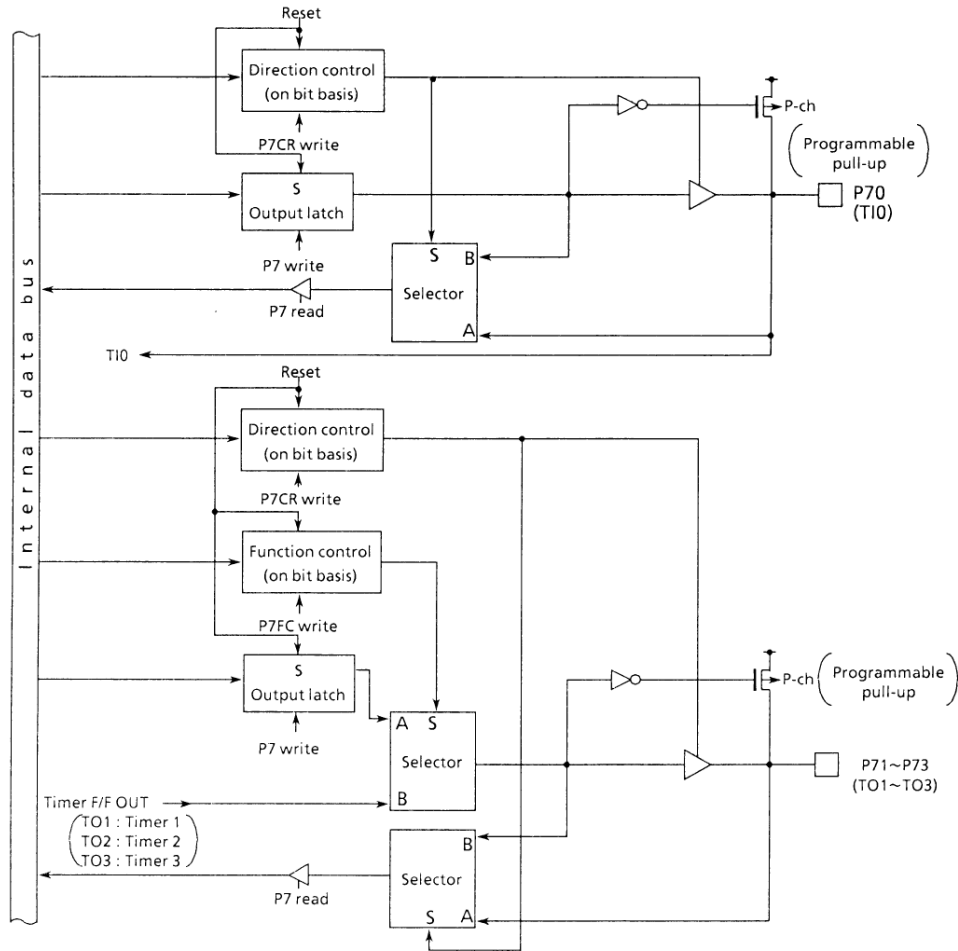 Internal data bus
Reset
Direction control
(on bit basis)
P7CR write
S
Output latch
P7 write
P7 read
S
B
Selector
A
P-ch
(Programmable
pull-up)
P70
(TI0)
TI0
Reset
Direction control
(on bit basis)
P7CR write
Function control
(on bit basis)
P7FC write
S
Output latch
P7 write
A S
Selector
B
P-ch
(Programmable
pull-up)
P71~P73
(TO1~TO3)
Timer F/F OUT
(TO1 : Timer 1
TO2 : Timer 2
TO3 : Timer 3)
B
Selector
S
A
P7 read